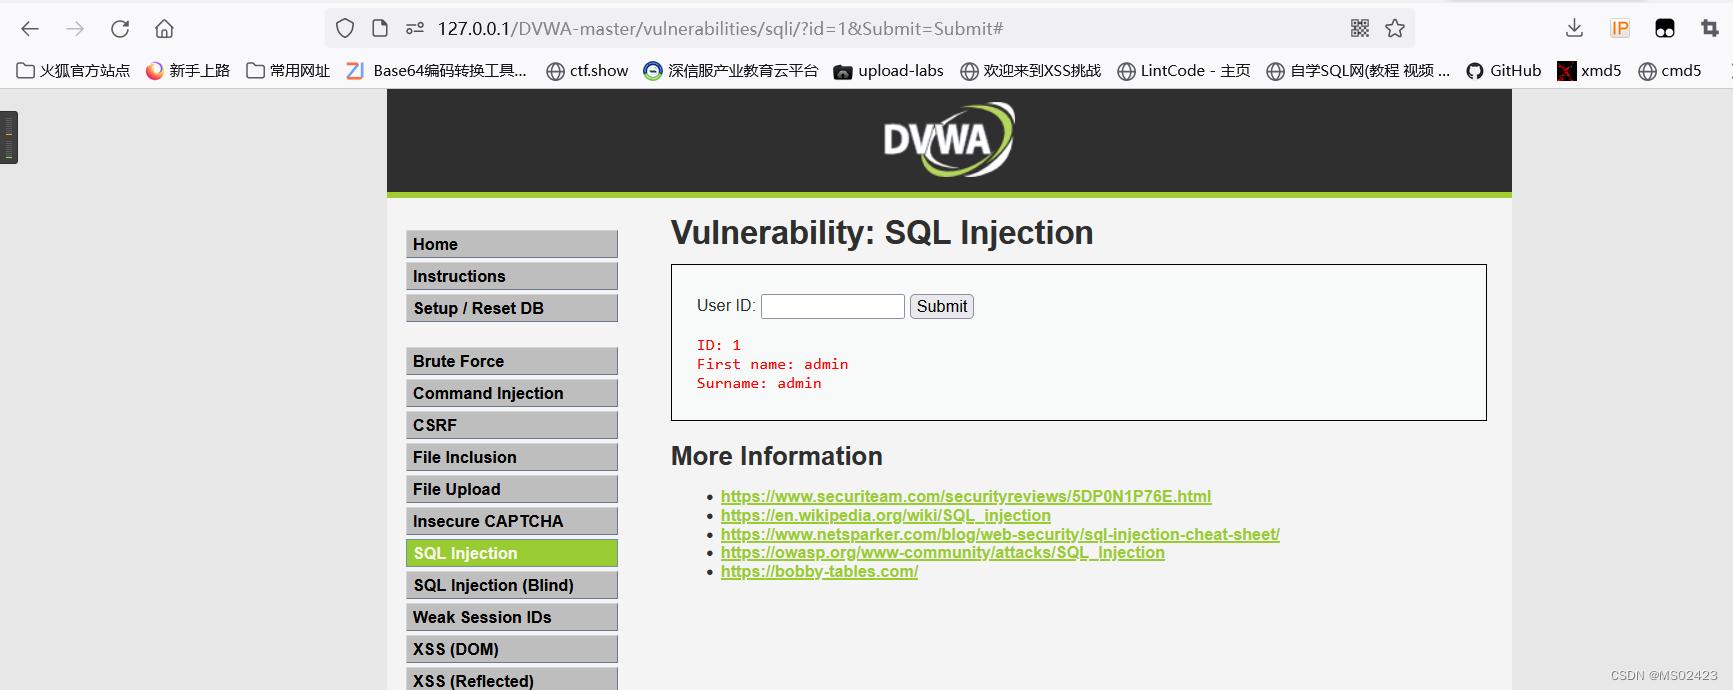 127.0.0.1/DVWA-master/vulnerabilities/sqli/?id=1&Submit=Submit#
IP
火狐官方站点 新手上路 常用网址 Base64编码转换工具... ctf.show 深信服产业教育云平台 upload-labs 欢迎来到XSS挑战 LintCode - 主页 自学SQL网(教程 视频 ... GitHub xmd5 cmd5
DVWA
Home
Instructions
Setup / Reset DB
Brute Force
Command Injection
CSRF
File Inclusion
File Upload
Insecure CAPTCHA
SQL Injection
SQL Injection (Blind)
Weak Session IDs
XSS (DOM)
XSS (Reflected)
Vulnerability: SQL Injection
User ID: Submit
ID: 1
First name: admin
Surname: admin
More Information
https://www.securiteam.com/securityreviews/5DP0N1P76E.html
https://en.wikipedia.org/wiki/SQL_injection
https://www.netsparker.com/blog/web-security/sql-injection-cheat-sheet/
https://owasp.org/www-community/attacks/SQL_Injection
https://bobby-tables.com/
CSDN @MS02423